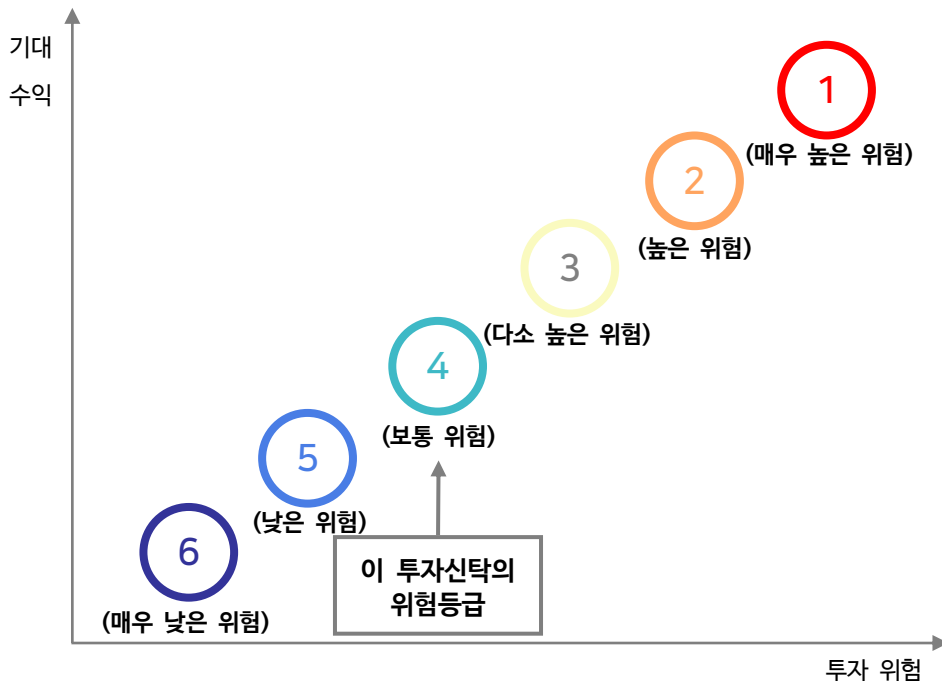 기대
수익
1
(매우 높은 위험)
2
(높은 위험)
3
(다소 높은 위험)
4
(보통 위험)
5
(낮은 위험)
6
(매우 낮은 위험)
이 투자신탁의
위험등급
투자 위험